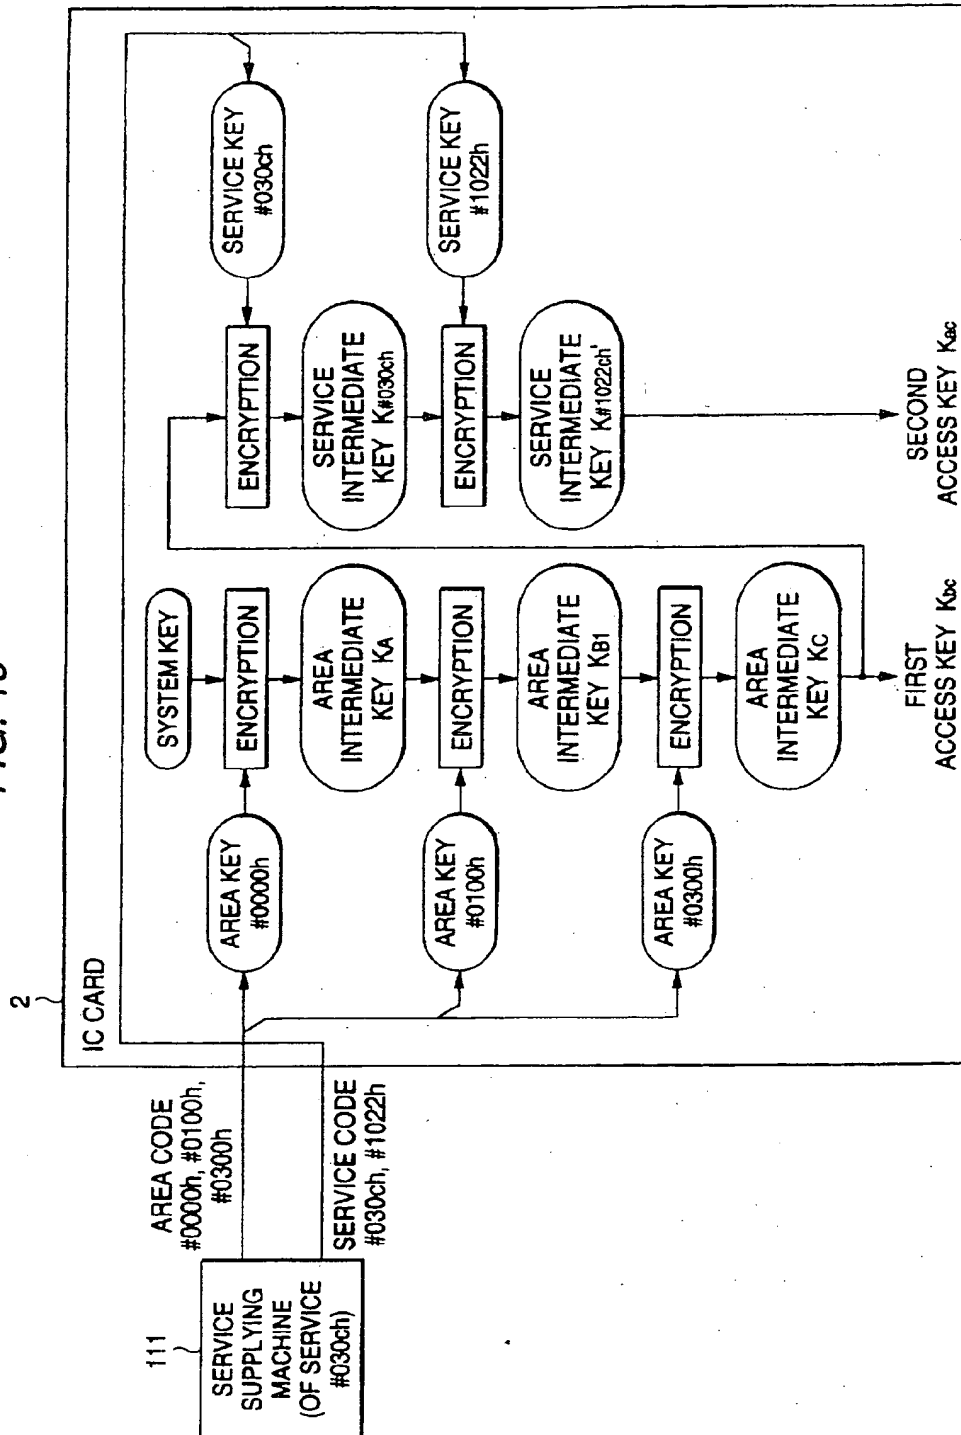 2
IC CARD
111
SERVICE
SUPPLYING
MACHINE
(OF SERVICE
#030ch)
AREA CODE
#0000h, #0100h,
#0300h
SERVICE CODE
#030ch, #1022h
SYSTEM KEY
AREA KEY
#0000h
ENCRYPTION
AREA
INTERMEDIATE
KEY KA
AREA KEY
#0100h
ENCRYPTION
AREA
INTERMEDIATE
KEY KB1
AREA KEY
#0300h
ENCRYPTION
AREA
INTERMEDIATE
KEY KC
FIRST
ACCESS KEY Kbc
SERVICE KEY
#030ch
ENCRYPTION
SERVICE
INTERMEDIATE
KEY K#030ch
SERVICE KEY
#1022h
ENCRYPTION
SERVICE
INTERMEDIATE
KEY K#1022ch'
SECOND
ACCESS KEY Kac